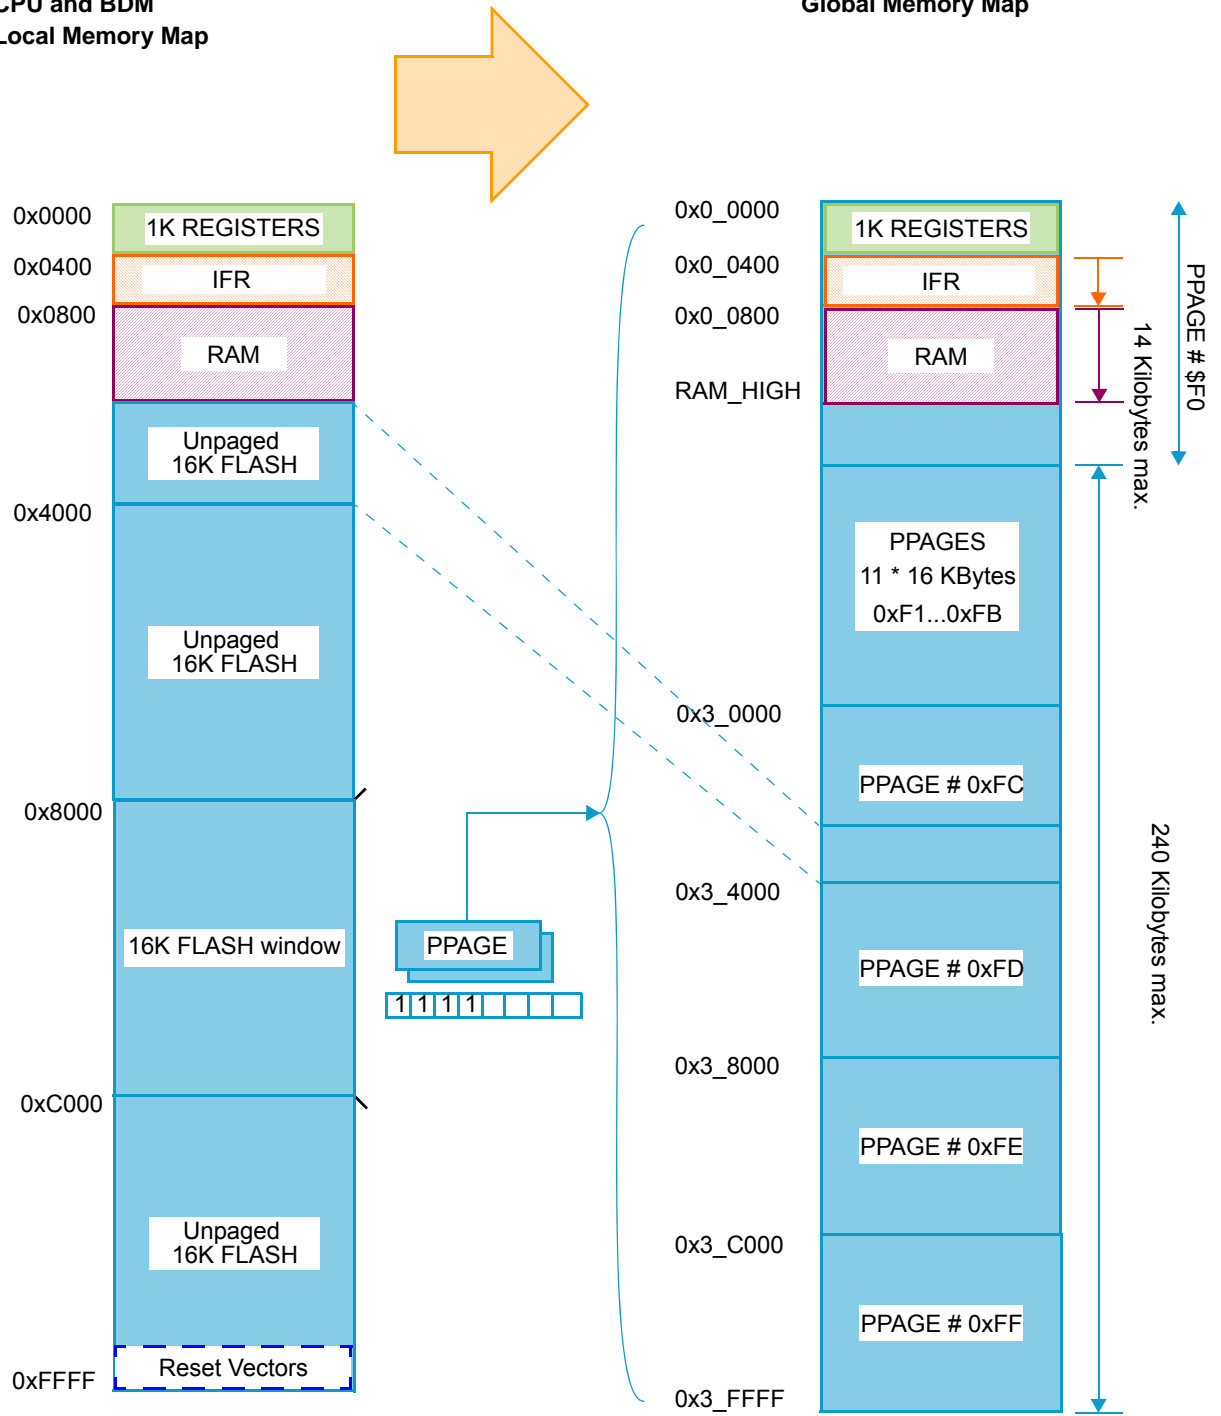 CPU and BDM
Local Memory Map
Global Memory Map
0x0000
1K REGISTERS
0x0400
IFR
0x0800
RAM
Unpaged
16K FLASH
0x4000
Unpaged
16K FLASH
0x8000
16K FLASH window
0xC000
Unpaged
16K FLASH
Reset Vectors
0xFFFF
PPAGE
1 1 1 1
0x0_0000
1K REGISTERS
0x0_0400
IFR
0x0_0800
RAM
RAM_HIGH
PPAGES
11 * 16 KBytes
0xF1...0xFB
0x3_0000
PPAGE # 0xFC
0x3_4000
PPAGE # 0xFD
0x3_8000
PPAGE # 0xFE
0x3_C000
PPAGE # 0xFF
0x3_FFFF
14 Kilobytes max.
PPAGE # $F0
240 Kilobytes max.